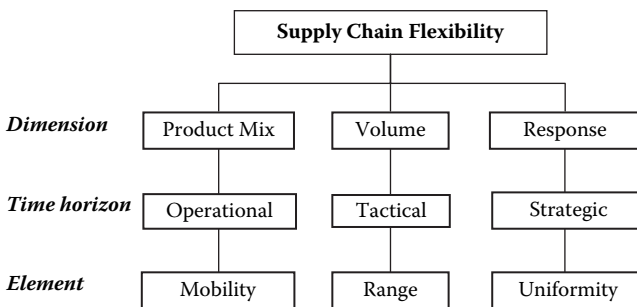 Supply Chain Flexibility
Dimension Product Mix Volume Response
Time horizon Operational Tactical Strategic
Element Mobility Range Uniformity